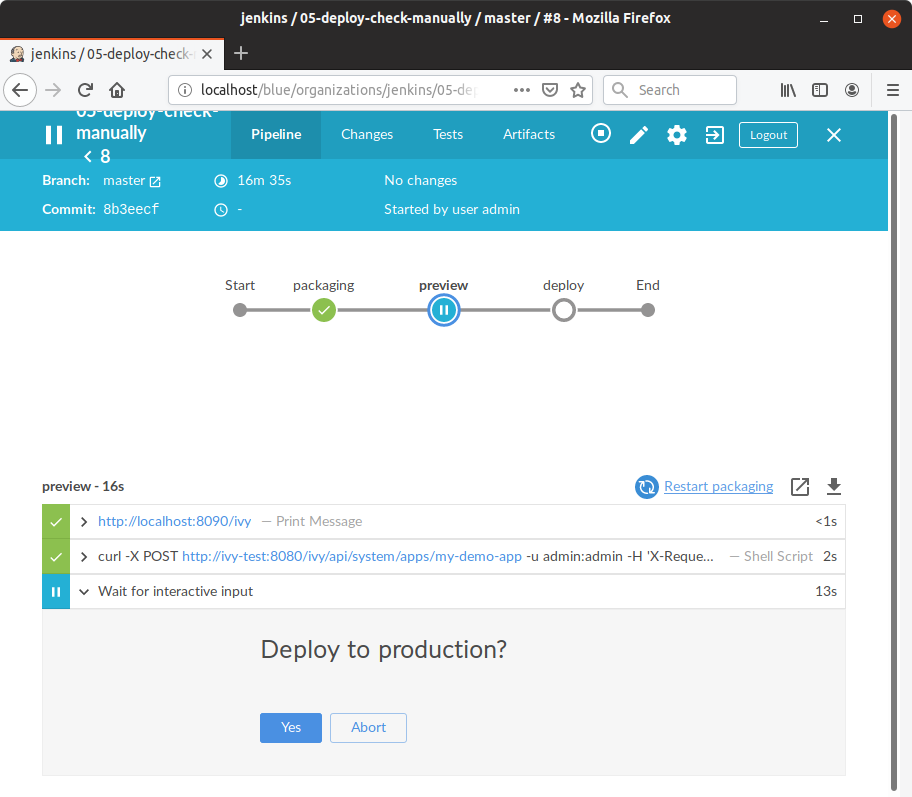 jenkins / 05-deploy-check-manually / master / #8 - Mozilla Firefox
jenkins / 05-deploy-check-
localhost/blue/organizations/jenkins/05-dep
Search
05-deploy-check-
manually
8
Pipeline
Changes
Tests
Artifacts
Logout
Branch: master
16m 35s
No changes
Commit: 8b3eecf
-
Started by user admin
Start
packaging
preview
deploy
End
preview - 16s
Restart packaging
http://localhost:8090/ivy — Print Message <1s
curl -X POST http://ivy-test:8080/ivy/api/system/apps/my-demo-app -u admin:admin -H 'X-Reque... — Shell Script 2s
Wait for interactive input 13s
Deploy to production?
Yes
Abort